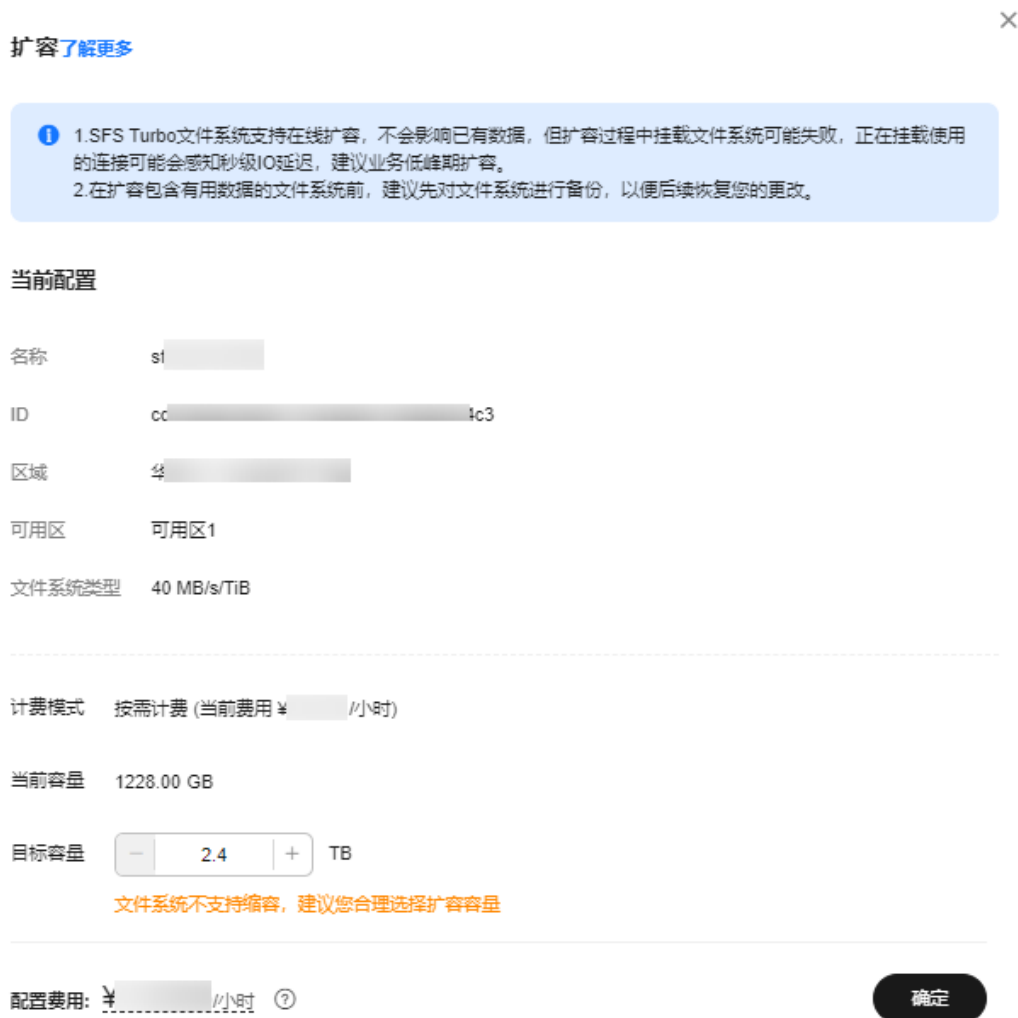 扩容了解更多
1.SFS Turbo文件系统支持在线扩容，不会影响已有数据，但扩容过程中挂载文件系统可能失败，正在挂载使用
的连接可能会感知秒级IO延迟，建议业务低峰期扩容。
2.在扩容包含有用数据的文件系统前，建议先对文件系统进行备份，以便后续恢复您的更改。
当前配置
名称
ID 4c3
区域 华
可用区 可用区1
文件系统类型 40 MB/s/TiB
计费模式 按需计费 (当前费用 ¥ /小时)
当前容量 1228.00 GB
目标容量 2.4 TB
文件系统不支持缩容，建议您合理选择扩容容量
配置费用: ¥ /小时
确定